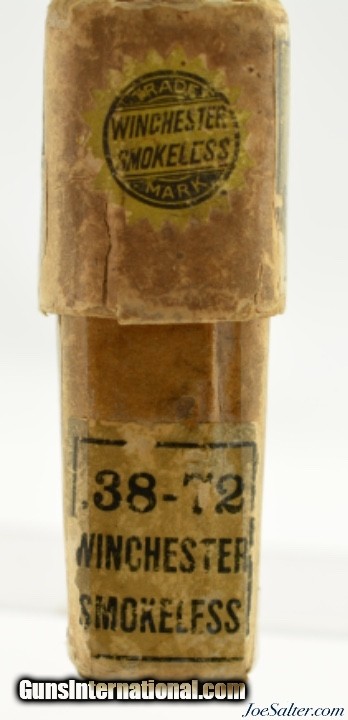 TRADE
WINCHESTER
SMOKELESS
MARK
.38-72
WINCHESTER
SMOKELESS
GunsInternational.com
JoeSalter.com